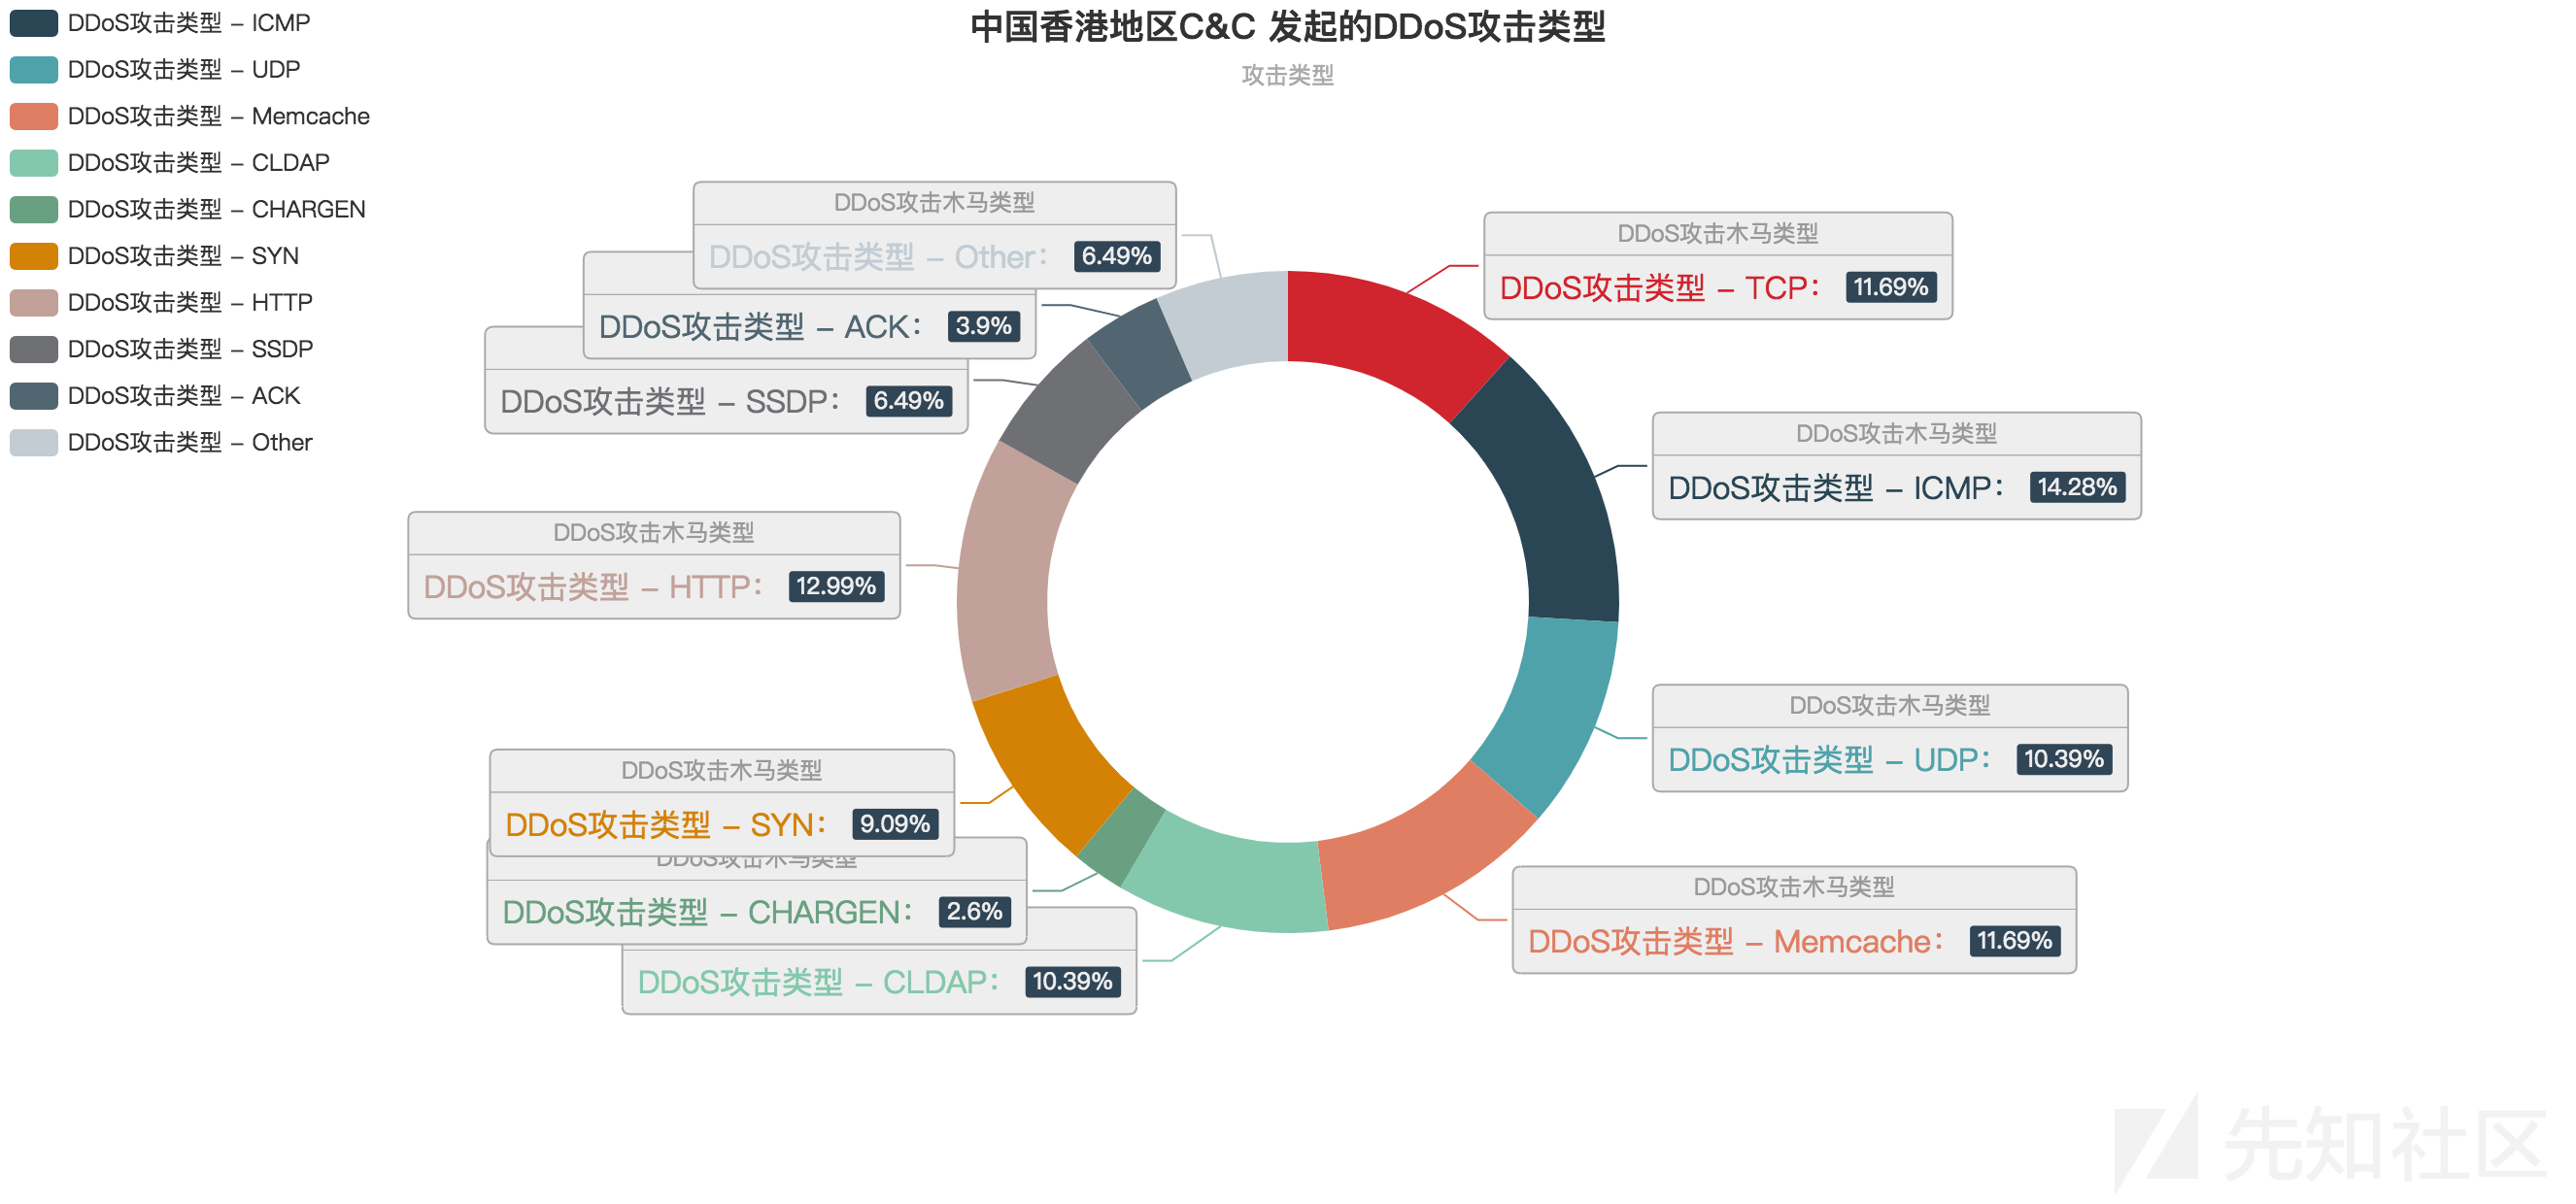 中国香港地区C&C 发起的DDoS攻击类型
攻击类型
DDoS攻击类型 – ICMP
DDoS攻击类型 – UDP
DDoS攻击类型 – Memcache
DDoS攻击类型 – CLDAP
DDoS攻击类型 – CHARGEN
DDoS攻击类型 – SYN
DDoS攻击类型 – HTTP
DDoS攻击类型 – SSDP
DDoS攻击类型 – ACK
DDoS攻击类型 – Other
DDoS攻击木马类型
DDoS攻击类型 – Other： 6.49%
DDoS攻击类型 – ACK： 3.9%
DDoS攻击类型 – SSDP： 6.49%
DDoS攻击木马类型
DDoS攻击类型 – HTTP： 12.99%
DDoS攻击木马类型
DDoS攻击类型 – SYN： 9.09%
DDoS攻击木马类型
DDoS攻击类型 – CHARGEN： 2.6%
DDoS攻击类型 – CLDAP： 10.39%
DDoS攻击木马类型
DDoS攻击类型 – TCP： 11.69%
DDoS攻击木马类型
DDoS攻击类型 – ICMP： 14.28%
DDoS攻击木马类型
DDoS攻击类型 – UDP： 10.39%
DDoS攻击木马类型
DDoS攻击类型 – Memcache： 11.69%
先知社区